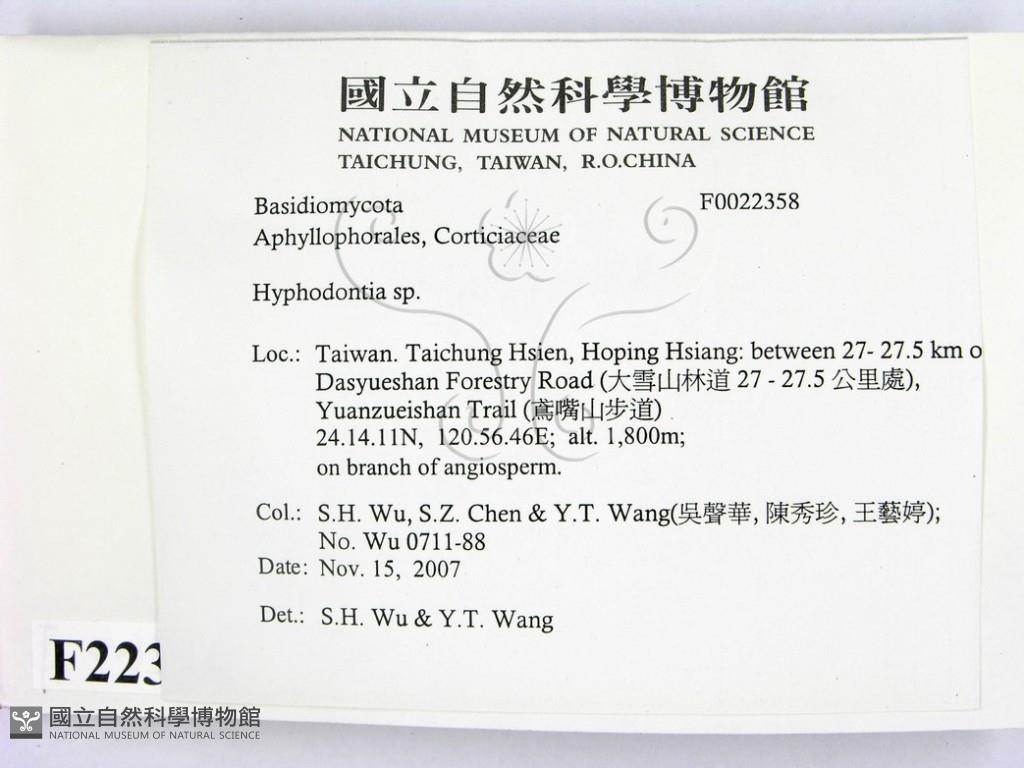 國立自然科學博物館
NATIONAL MUSEUM OF NATURAL SCIENCE
TAICHUNG, TAIWAN, R.O.CHINA
Basidiomycota F0022358
Aphyllophorales, Corticiaceae
Hyphodontia sp.
Loc.: Taiwan. Taichung Hsien, Hoping Hsiang: between 27- 27.5 km o
Dasyueshan Forestry Road (大雪山林道 27 - 27.5 公里處),
Yuanzueishan Trail (鳶嘴山步道)
24.14.11N, 120.56.46E; alt. 1,800m;
on branch of angiosperm.
Col.: S.H. Wu, S.Z. Chen & Y.T. Wang(吳聲華, 陳秀珍, 王藝婷);
No. Wu 0711-88
Date: Nov. 15, 2007
Det.: S.H. Wu & Y.T. Wang
F223
國立自然科學博物館
NATIONAL MUSEUM OF NATURAL SCIENCE